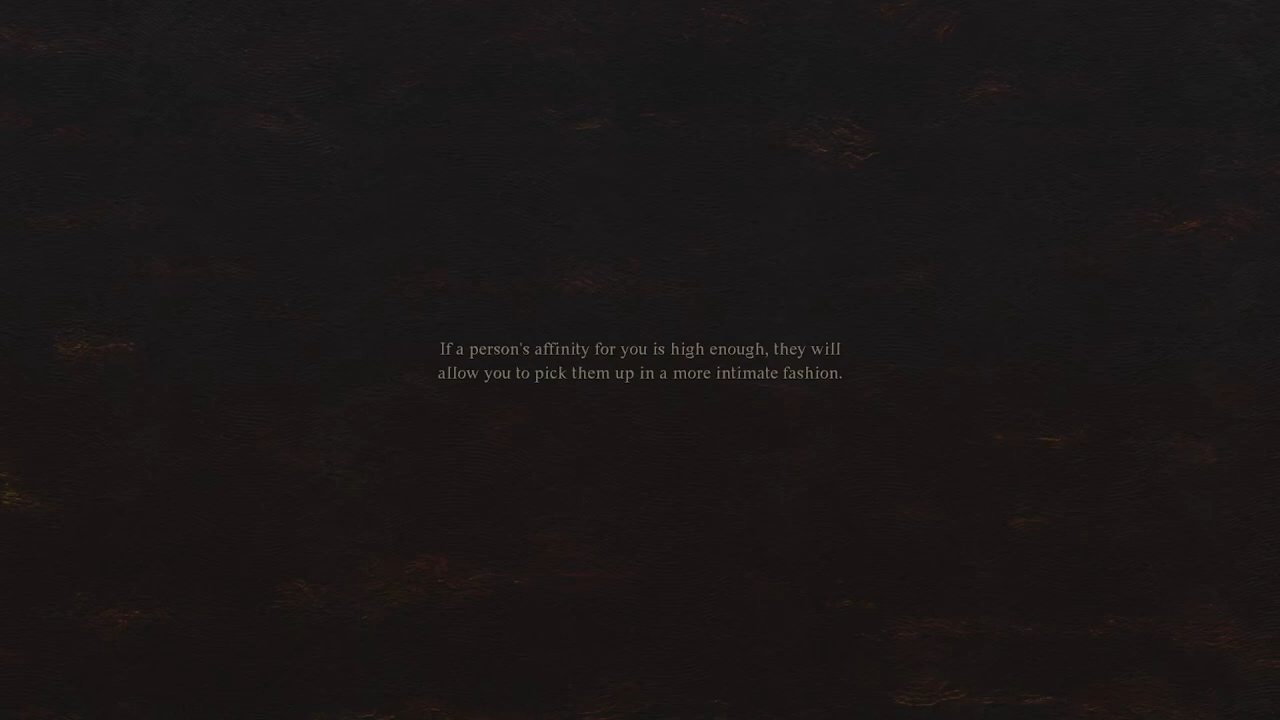 If a person's affinity for you is high enough, they will
allow you to pick them up in a more intimate fashion.